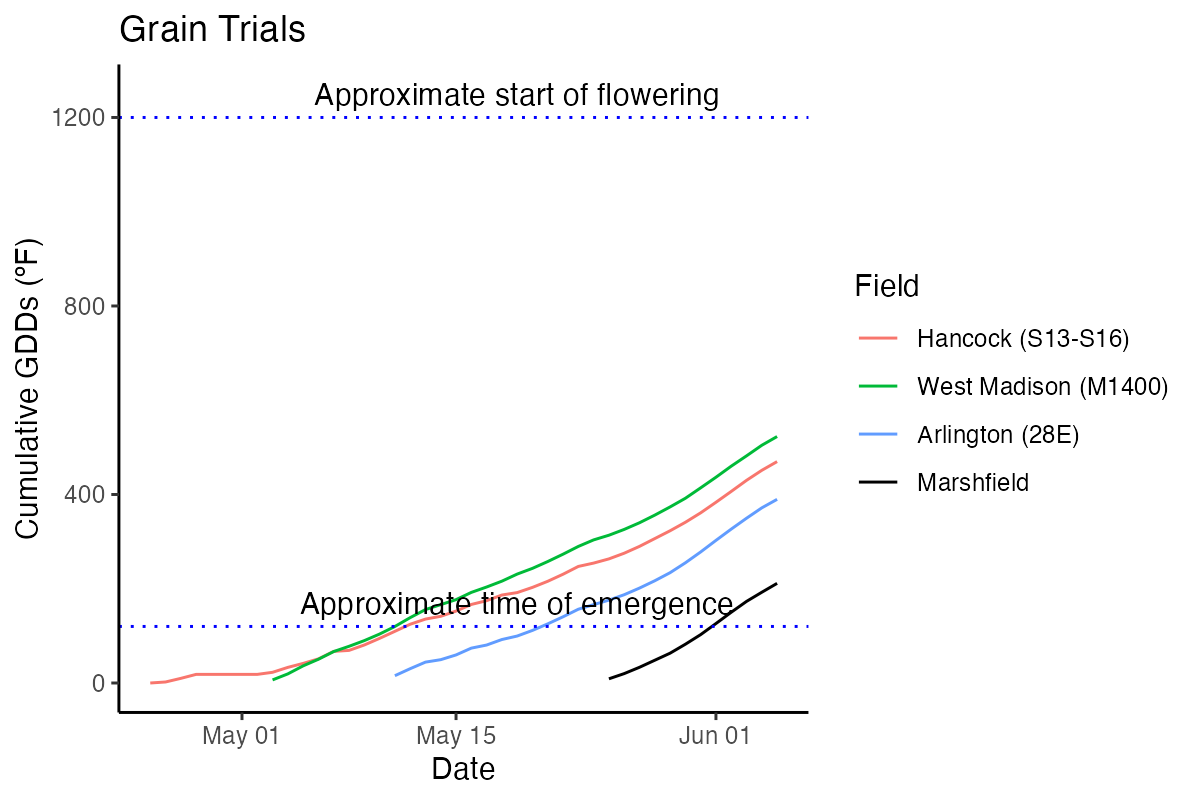 Grain Trials
Approximate start of flowering
1200
800
400
0
Approximate time of emergence
Cumulative GDDs (°F)
May 01
May 15
Jun 01
Date
Field
Hancock (S13-S16)
West Madison (M1400)
Arlington (28E)
Marshfield